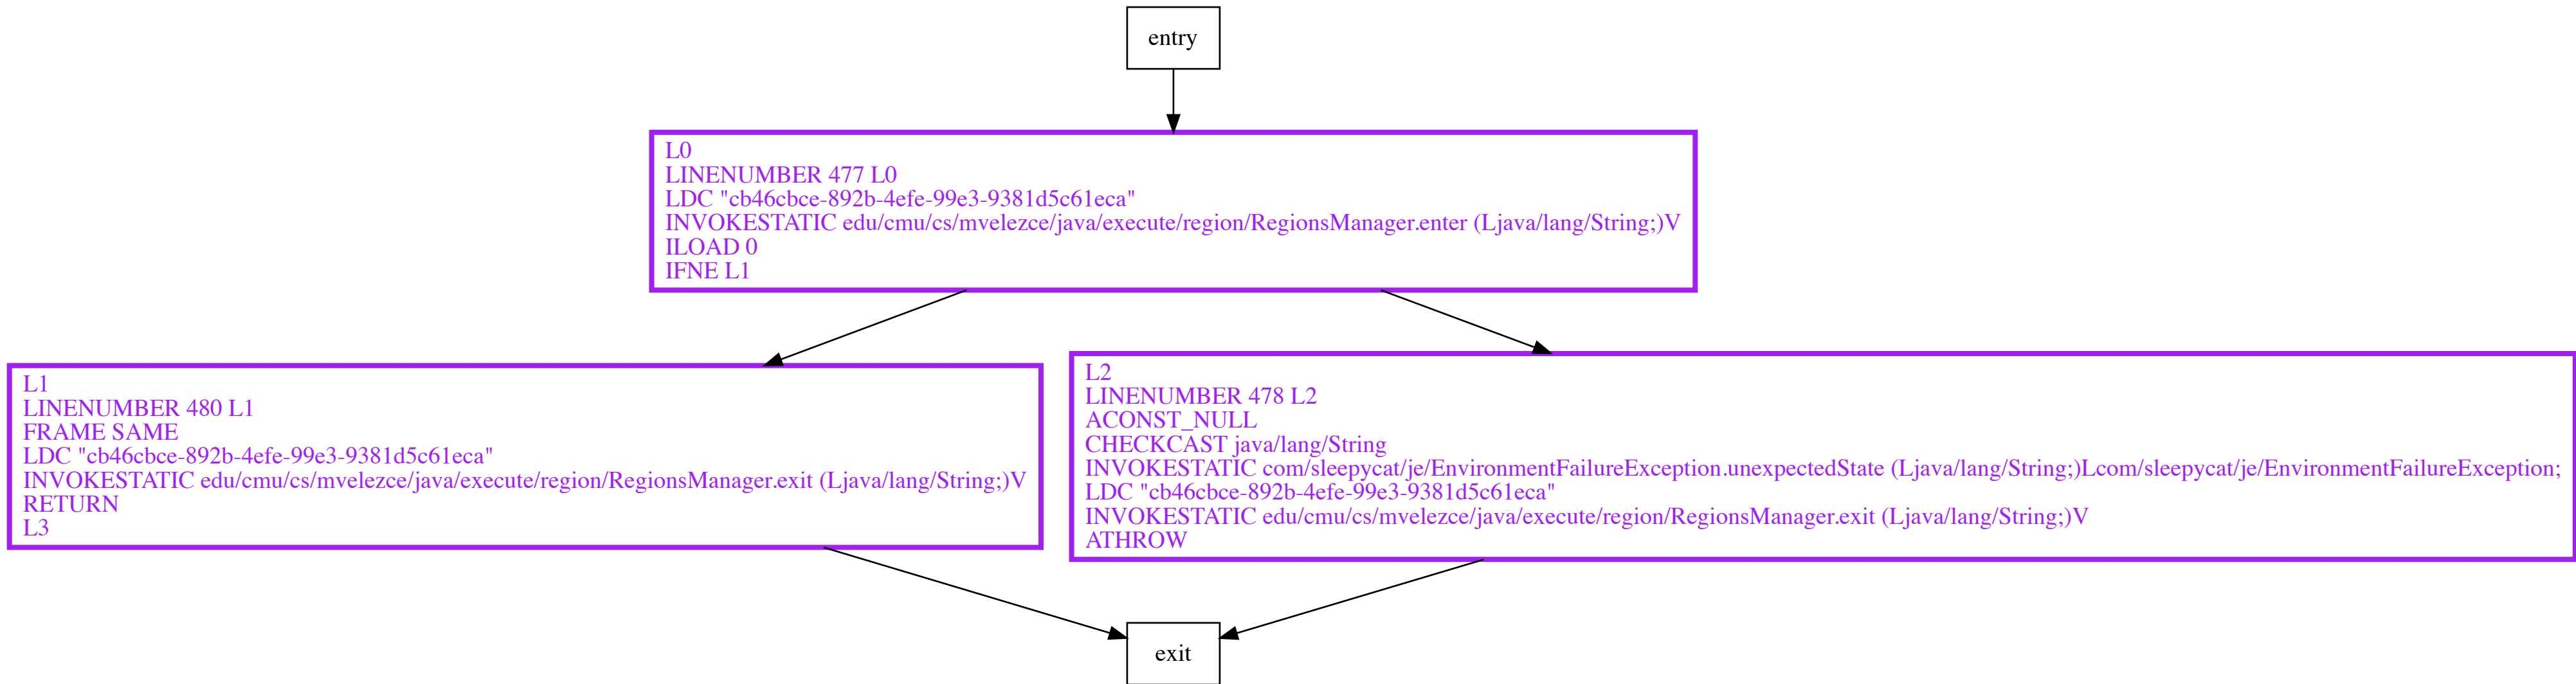 entry
L0
LINENUMBER 477 L0
LDC "cb46cbce-892b-4efe-99e3-9381d5c61eca"
INVOKESTATIC edu/cmu/cs/mvelezce/java/execute/region/RegionsManager.enter (Ljava/lang/String;)V
ILOAD 0
IFNE L1
L1
LINENUMBER 480 L1
FRAME SAME
LDC "cb46cbce-892b-4efe-99e3-9381d5c61eca"
INVOKESTATIC edu/cmu/cs/mvelezce/java/execute/region/RegionsManager.exit (Ljava/lang/String;)V
RETURN
L3
L2
LINENUMBER 478 L2
ACONST_NULL
CHECKCAST java/lang/String
INVOKESTATIC com/sleepycat/je/EnvironmentFailureException.unexpectedState (Ljava/lang/String;)Lcom/sleepycat/je/EnvironmentFailureException;
LDC "cb46cbce-892b-4efe-99e3-9381d5c61eca"
INVOKESTATIC edu/cmu/cs/mvelezce/java/execute/region/RegionsManager.exit (Ljava/lang/String;)V
ATHROW
exit